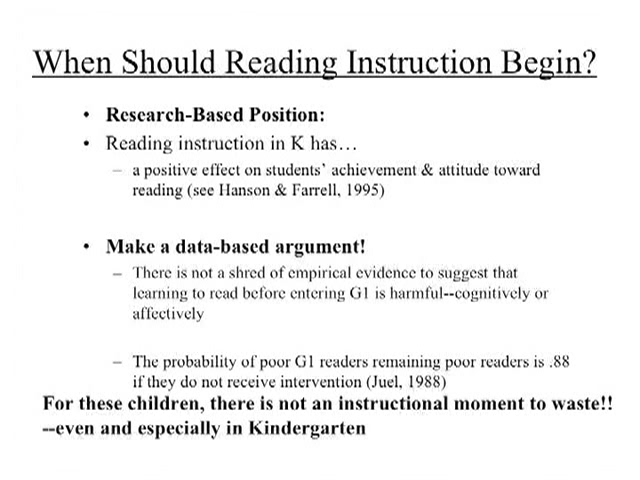 When Should Reading Instruction Begin?
• Research-Based Position:
• Reading instruction in K has…
– a positive effect on students' achievement & attitude toward
reading (see Hanson & Farrell, 1995)
• Make a data-based argument!
– There is not a shred of empirical evidence to suggest that
learning to read before entering G1 is harmful--cognitively or
affectively
– The probability of poor G1 readers remaining poor readers is .88
if they do not receive intervention (Juel, 1988)
For these children, there is not an instructional moment to waste!!
--even and especially in Kindergarten